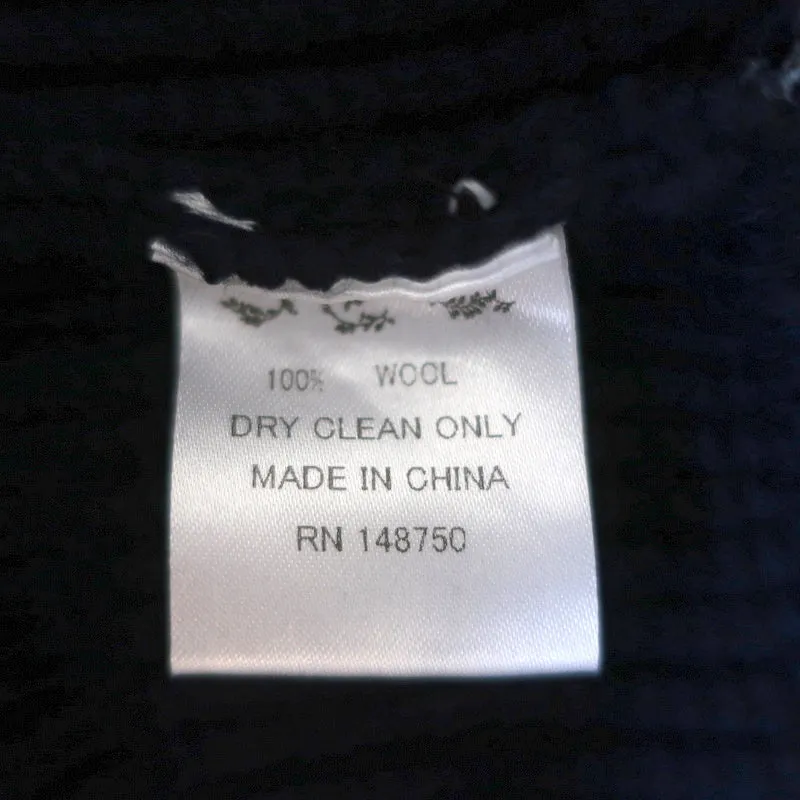 100% WOOL
DRY CLEAN ONLY
MADE IN CHINA
RN 148750